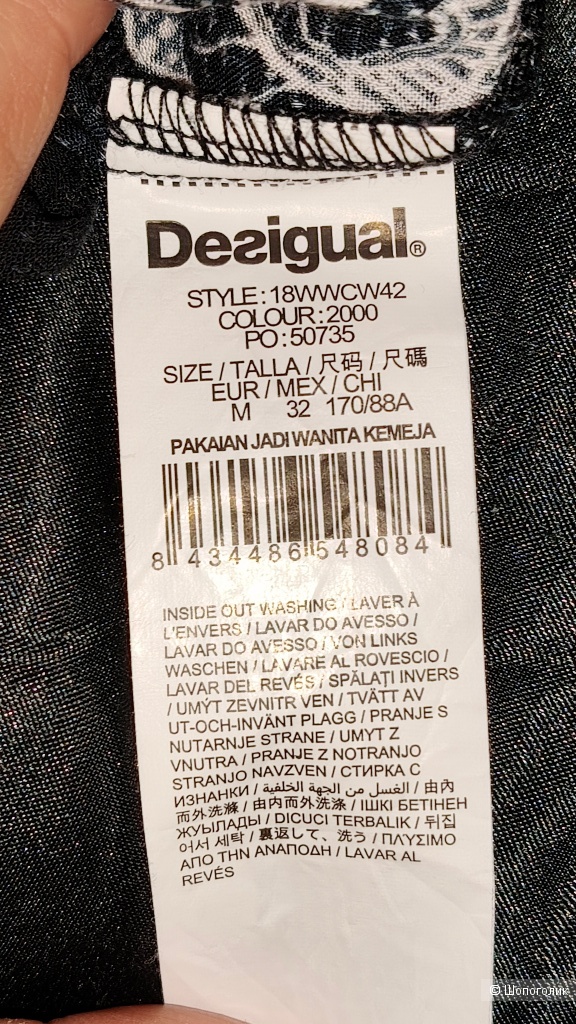 Desigual®
STYLE:18WWCW42
COLOUR:2000
PO:50735
SIZE / TALLA / 尺码 / 尺碼
EUR / MEX / CHI
M 32 170/88A
PAKAIAN JADI WANITA KEMEJA
8 434486 548084
INSIDE OUT WASHING / LAVER À
L'ENVERS / LAVAR DO AVESSO /
LAVAR DO AVESSO / VON LINKS
WASCHEN / LAVARE AL ROVESCIO /
LAVAR DEL REVÉS / SPĂLAȚI INVERS
/ UMÝT ZEVNITR VEN / TVÄTT AV
UT-OCH-INVÄNT PLAGG / PRANJE S
NUTARNJE STRANE / UMYT Z
VNUTRA / PRANJE Z NOTRANJO
STRANJO NAVZVEN / СТИРКА С
ИЗНАНКИ / الغسل من الجهة الخلفية / 由內
而外洗滌 / 由内而外洗涤 / ІШКІ БЕТІНЕН
ЖУЫЛАДЫ / DICUCI TERBALIK / 뒤집
어서 세탁 / 裏返して、洗う / ΠΛΥΣΙΜΟ
ΑΠΟ ΤΗΝ ΑΝΑΠΟΔΗ / LAVAR AL
REVÉS
© Шопоголик